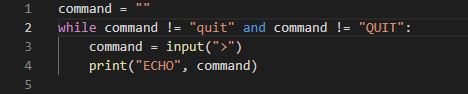 1 command = ""
2 while command != "quit" and command != "QUIT":
3     command = input(">")
4     print("ECHO", command)
5